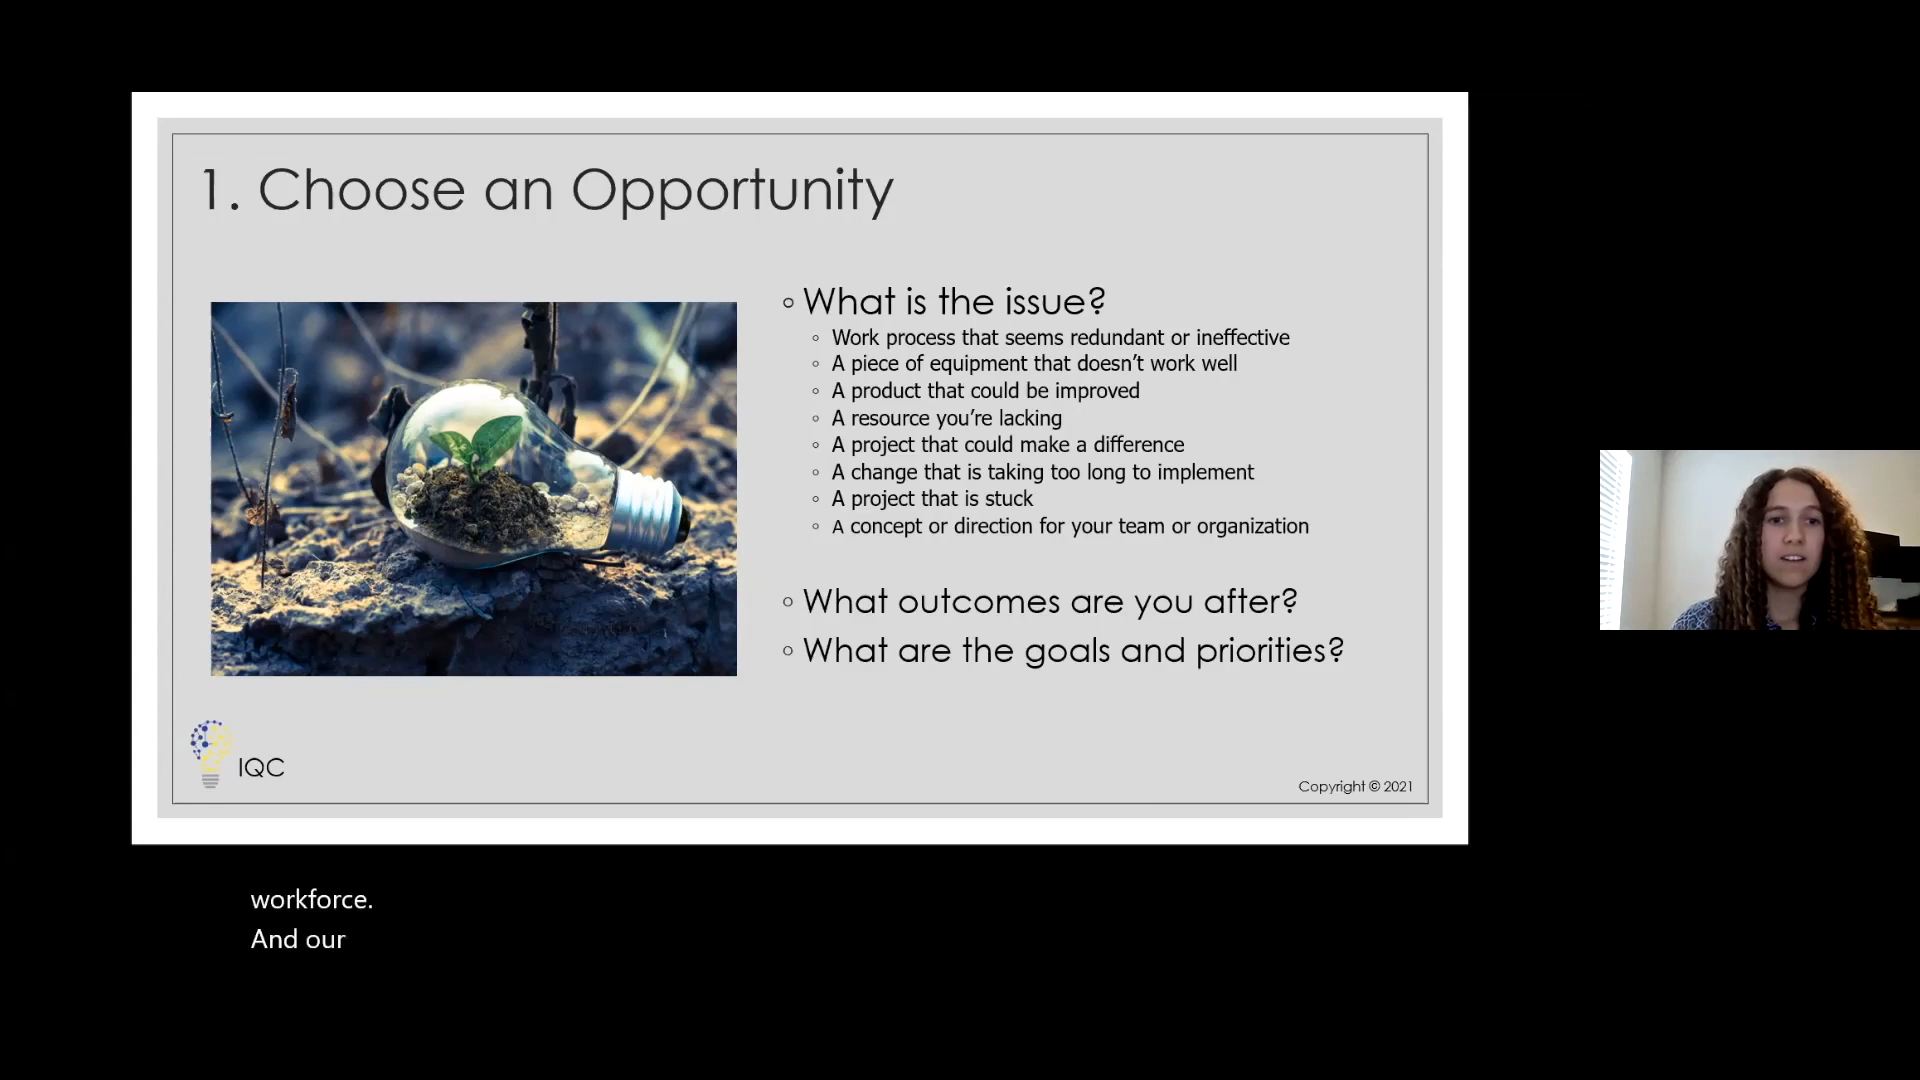 1. Choose an Opportunity
◦ What is the issue?
◦ Work process that seems redundant or ineffective
◦ A piece of equipment that doesn’t work well
◦ A product that could be improved
◦ A resource you’re lacking
◦ A project that could make a difference
◦ A change that is taking too long to implement
◦ A project that is stuck
◦ A concept or direction for your team or organization
◦ What outcomes are you after?
◦ What are the goals and priorities?
IQC
Copyright © 2021
workforce.
And our